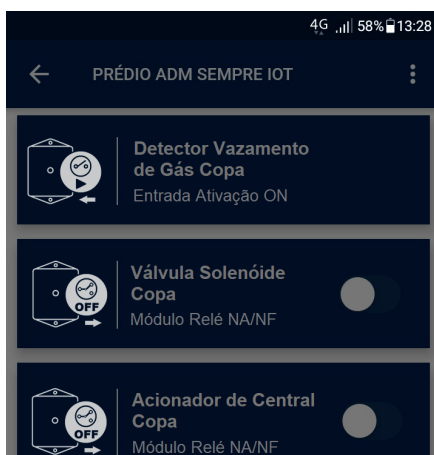 4G 58% 13:28
PRÉDIO ADM SEMPRE IOT
Detector Vazamento
de Gás Copa
Entrada Ativação ON
Válvula Solenóide
Copa
OFF
Módulo Relé NA/NF
Acionador de Central
Copa
OFF
Módulo Relé NA/NF